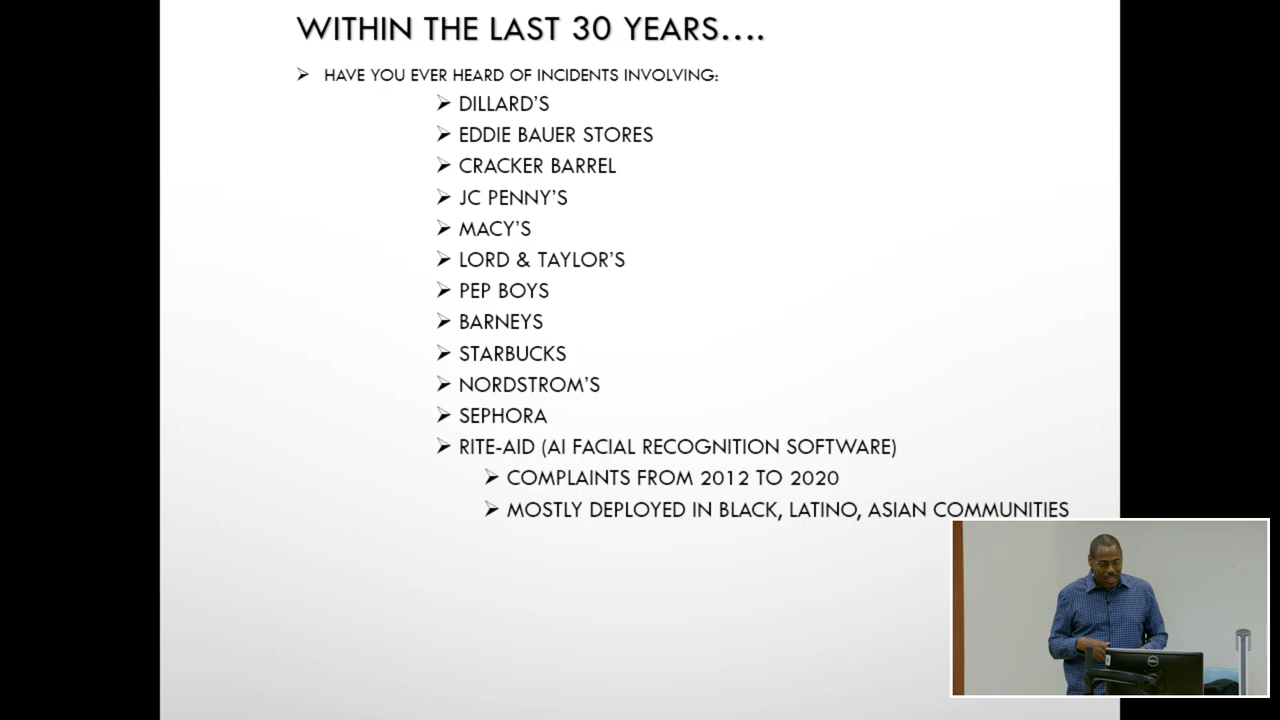 WITHIN THE LAST 30 YEARS....
➢ HAVE YOU EVER HEARD OF INCIDENTS INVOLVING:
➢ DILLARD'S
➢ EDDIE BAUER STORES
➢ CRACKER BARREL
➢ JC PENNY'S
➢ MACY'S
➢ LORD & TAYLOR'S
➢ PEP BOYS
➢ BARNEYS
➢ STARBUCKS
➢ NORDSTROM'S
➢ SEPHORA
➢ RITE-AID (AI FACIAL RECOGNITION SOFTWARE)
➢ COMPLAINTS FROM 2012 TO 2020
➢ MOSTLY DEPLOYED IN BLACK, LATINO, ASIAN COMMUNITIES
DELL